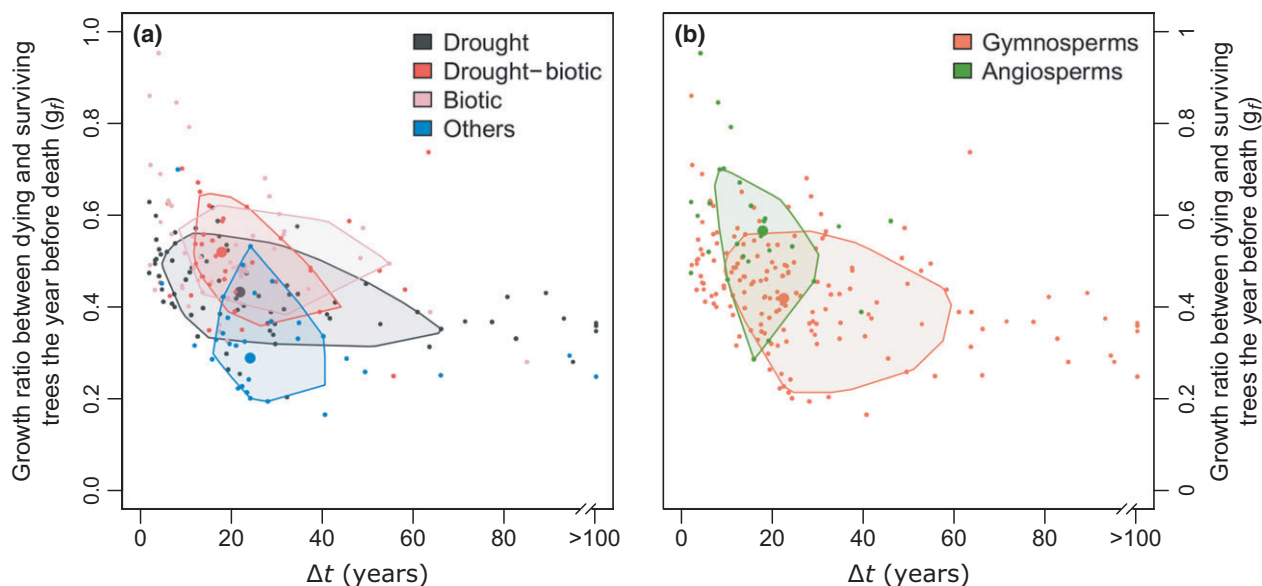 Growth ratio between dying and surviving
trees the year before death (gf)
1.0
0.8
0.6
0.4
0.2
0.0
(a)
Drought
Drought−biotic
Biotic
Others
0
20
40
60
80
>100
Δt (years)
(b)
Gymnosperms
Angiosperms
0
20
40
60
80
>100
Δt (years)
1
0.8
0.6
0.4
0.2
0
Growth ratio between dying and surviving
trees the year before death (gf)